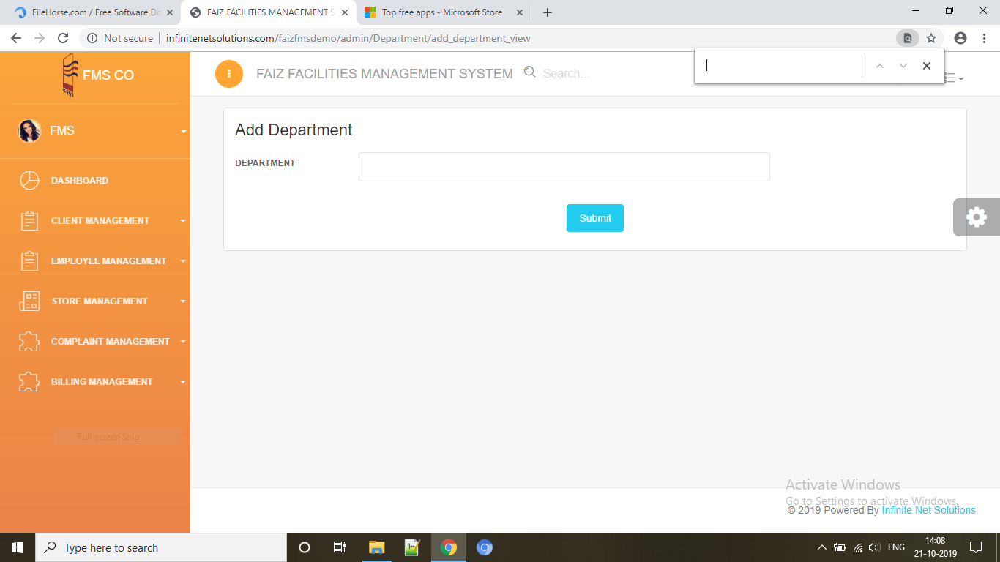 FileHorse.com / Free Software Do
FAIZ FACILITIES MANAGEMENT S
Top free apps - Microsoft Store
Not secure
infinitenetsolutions.com/faizfmsdemo/admin/Department/add_department_view
FMS CO
FAIZ FACILITIES MANAGEMENT SYSTEM
Search...
FMS
Add Department
DEPARTMENT
DASHBOARD
CLIENT MANAGEMENT
Submit
EMPLOYEE MANAGEMENT
STORE MANAGEMENT
COMPLAINT MANAGEMENT
BILLING MANAGEMENT
Full-screen Snip
Activate Windows
Go to Settings to activate Windows.
© 2019 Powered By Infinite Net Solutions
Type here to search
ENG
14:08
21-10-2019